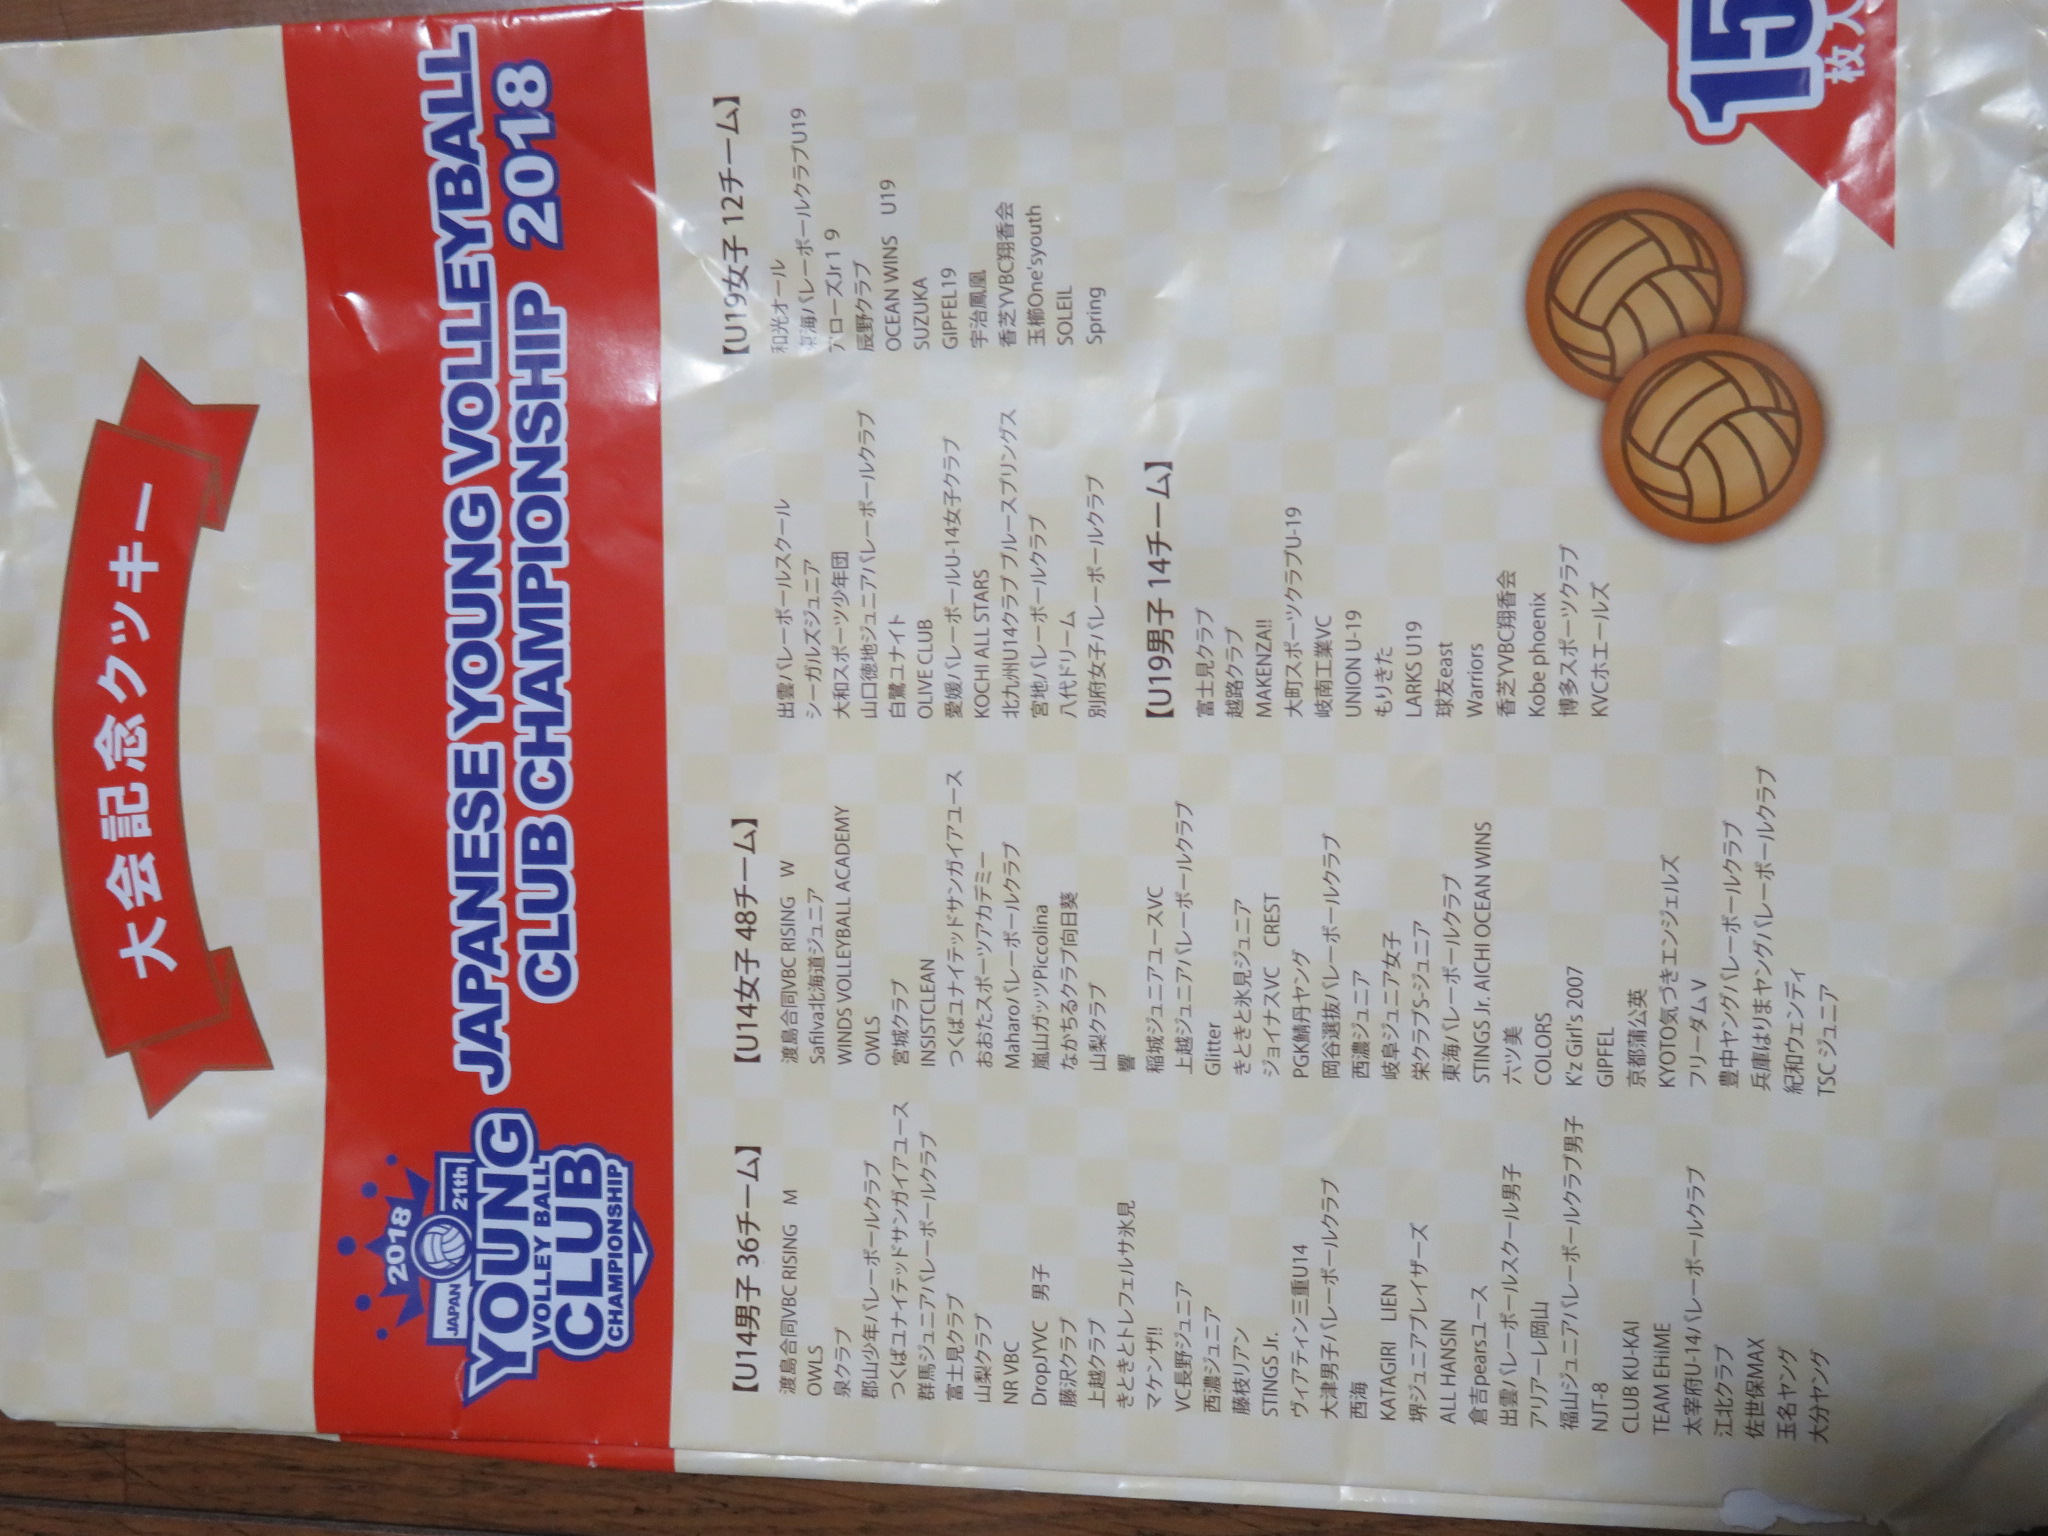 大会記念クッキー
2018
JAPAN 21th
YOUNG
VOLLEY BALL
CLUB
CHAMPIONSHIP
JAPANESE YOUNG VOLLEYBALL
CLUB CHAMPIONSHIP 2018
【U14男子 36チーム】
渡島合同VBC RISING M
OWLS
泉クラブ
郡山少年バレーボールクラブ
つくばユナイテッドサンガイアユース
群馬ジュニアバレーボールクラブ
富士見クラブ
山梨クラブ
NR VBC
DropJYVC 男子
藤沢クラブ
上越クラブ
きときとトレフェルサ氷見
マケンザ!!
VC長野ジュニア
西濃ジュニア
藤枝リアン
STINGS Jr.
ヴィアティン三重U14
大津男子バレーボールクラブ
西海
KATAGIRI LIEN
堺ジュニアブレイザーズ
ALL HANSIN
倉吉pearsユース
出雲バレーボールスクール男子
アリアーレ岡山
福山ジュニアバレーボールクラブ男子
NJT-8
CLUB KU-KAI
TEAM EHiME
太宰府U-14バレーボールクラブ
江北クラブ
佐世保MAX
玉名ヤング
大分ヤング
【U14女子 48チーム】
渡島合同VBC RISING W
Safilva北海道ジュニア
WINDS VOLLEYBALL ACADEMY
OWLS
宮城クラブ
INSISTCLEAN
つくばユナイテッドサンガイアユース
おおたスポーツアカデミー
Maharoバレーボールクラブ
嵐山ガッツPiccolina
なかちるクラブ向日葵
山梨クラブ
響
稲城ジュニアユースVC
上越ジュニアバレーボールクラブ
Glitter
きときと氷見ジュニア
ジョイナスVC CREST
PGK鯖丹ヤング
岡谷選抜バレーボールクラブ
西濃ジュニア
岐阜ジュニア女子
栄クラブS-ジュニア
東海バレーボールクラブ
STINGS Jr. AICHI OCEAN WINS
六ツ美
COLORS
K'z Girl's 2007
GIPFEL
京都蒲公英
KYOTO気づきエンジェルズ
フリーダムV
豊中ヤングバレーボールクラブ
兵庫はりまヤングバレーボールクラブ
紀和ウェンディ
TSC ジュニア
出雲バレーボールスクール
シーガルズジュニア
大和スポーツ少年団
山口徳地ジュニアバレーボールクラブ
白鷺ユナイト
OLIVE CLUB
愛媛バレーボールU-14女子クラブ
KOCHI ALL STARS
北九州U14クラブ ブルースプリングス
宮地バレーボールクラブ
八代ドリーム
別府女子バレーボールクラブ
【U19男子 14チーム】
富士見クラブ
越路クラブ
MAKENZA!!
大町スポーツクラブU-19
岐南工業VC
UNION U-19
もりきた
LARKS U19
球友east
Warriors
香芝YVBC翔香会
Kobe phoenix
博多スポーツクラブ
KVCホエールズ
【U19女子 12チーム】
和光オール
東海バレーボールクラブU19
アローズJr１９
辰野クラブ
OCEAN WINS U19
SUZUKA
GIPFEL19
宇治鳳凰
香芝YVBC翔香会
玉櫛One'syouth
SOLEIL
Spring
15
枚入